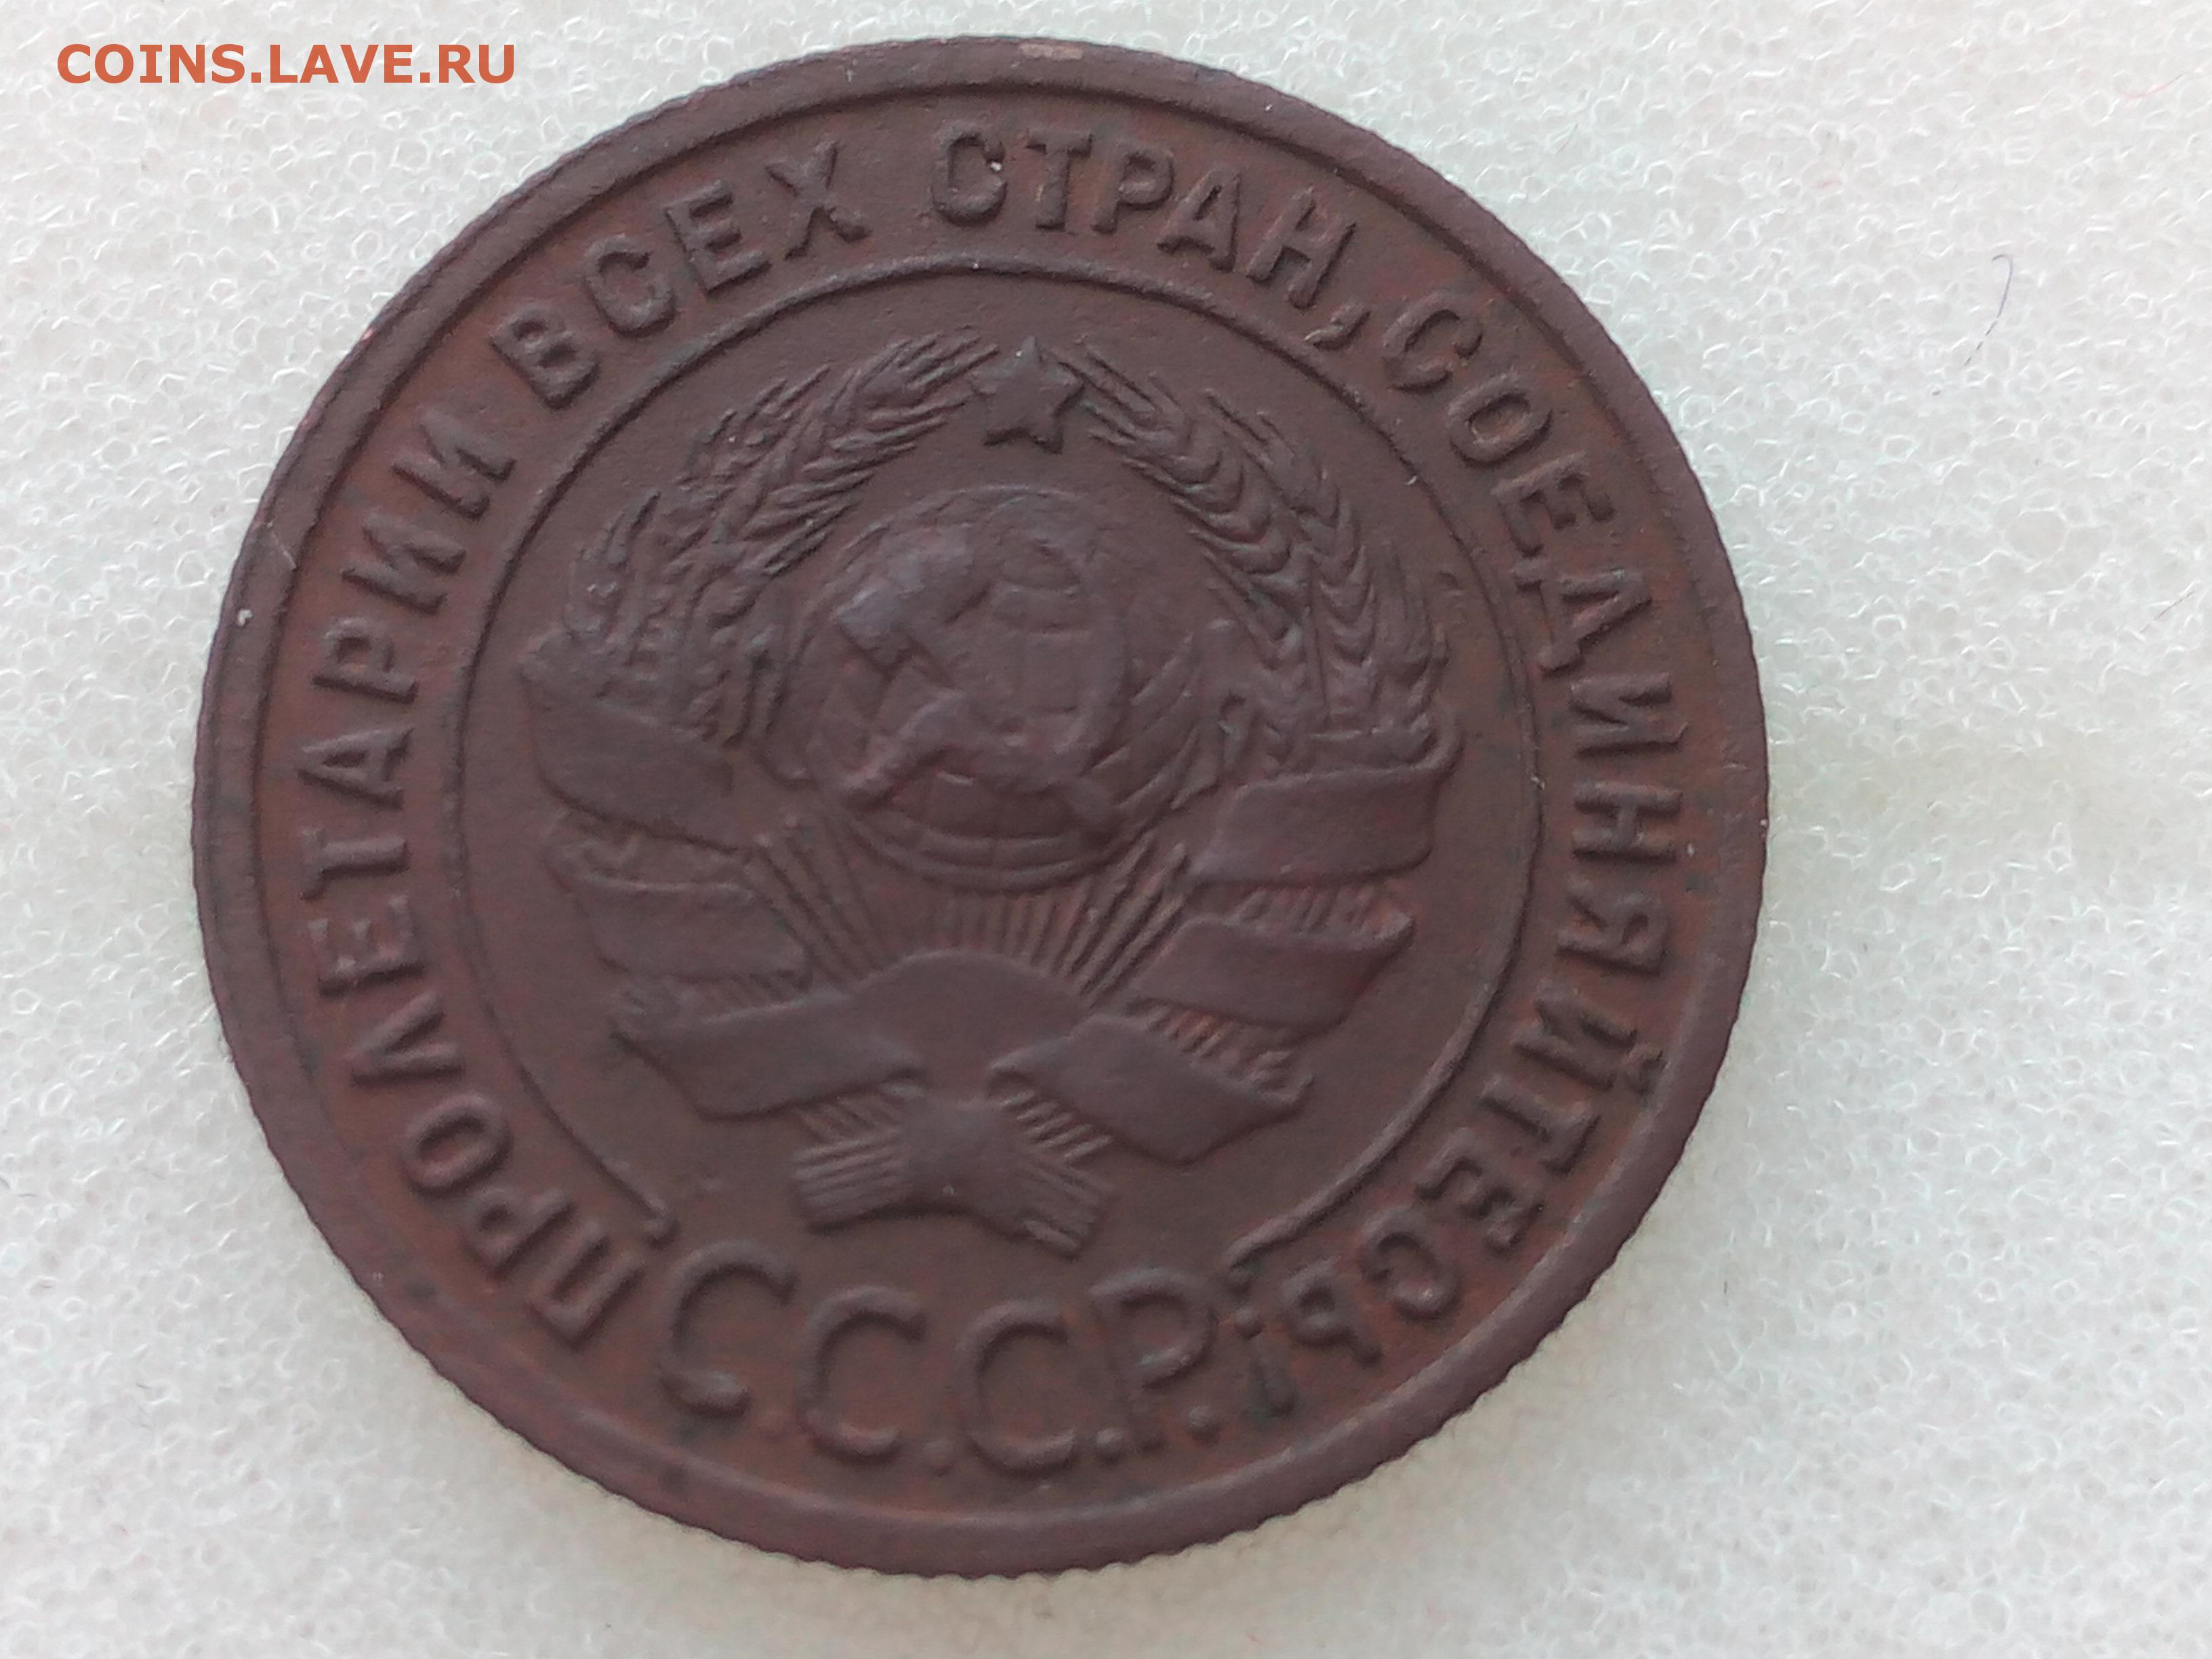 COINS.LAVE.RU
ПРОЛЕТАРИИ ВСЕХ СТРАН, СОЕДИНЯЙТЕСЬ!
С.С.С.Р.